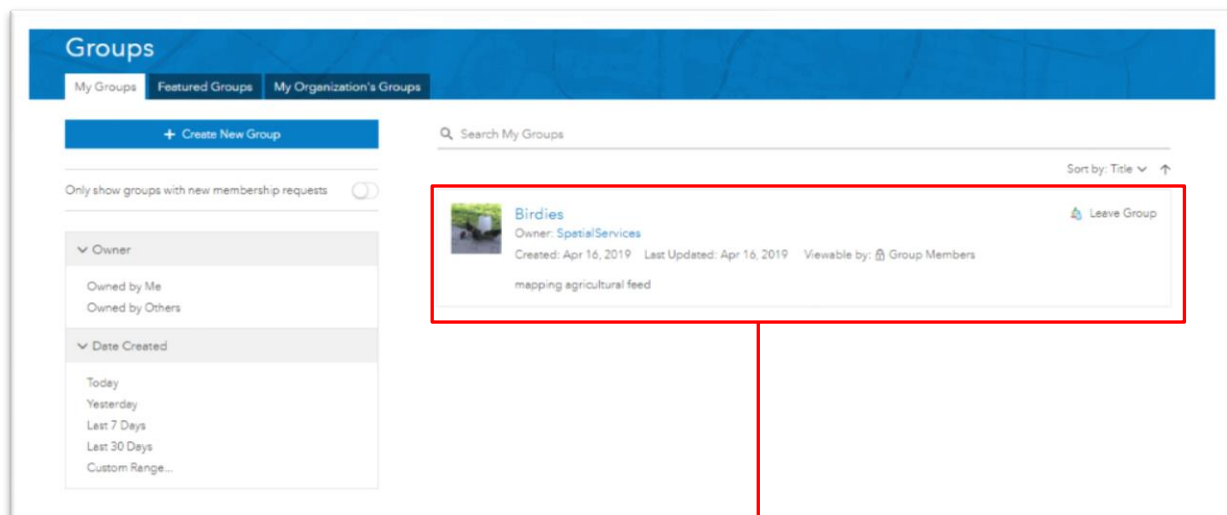 Groups
My Groups Featured Groups My Organization's Groups
+ Create New Group
Search My Groups
Sort by: Title
Only show groups with new membership requests
Birdies
Leave Group
Owner: SpatialServices
Created: Apr 16, 2019 Last Updated: Apr 16, 2019 Viewable by: Group Members
mapping agricultural feed
Owner
Owned by Me
Owned by Others
Date Created
Today
Yesterday
Last 7 Days
Last 30 Days
Custom Range...